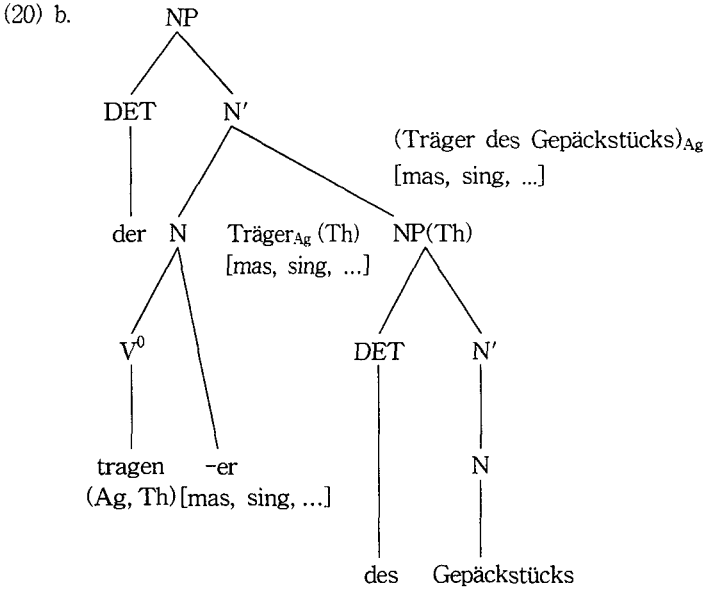 (20) b. NP
DET N′
(Träger des Gepäckstücks)Ag
[mas, sing, ...]
der N TrägerAg (Th) NP(Th)
[mas, sing, ...]
V⁰ DET N′
tragen -er N
(Ag, Th) [mas, sing, ...]
des Gepäckstücks